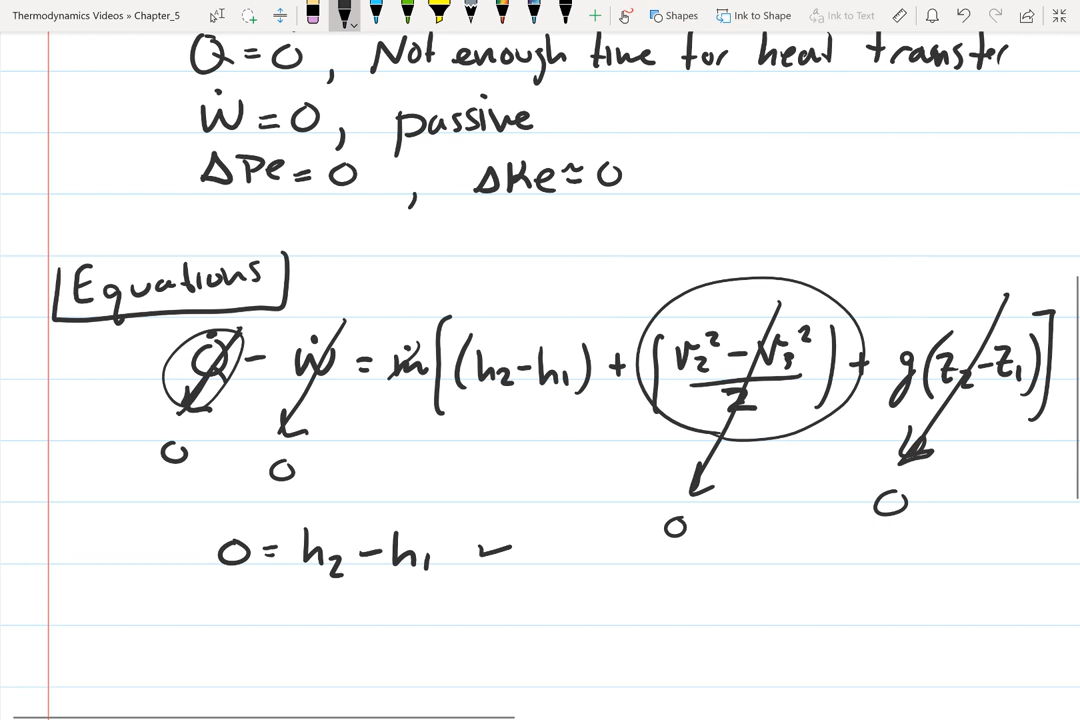 Thermodynamics Videos » Chapter_5
Shapes Ink to Shape Ink to Text
Q = 0 , Not enough time for heat transfer
Ẇ = 0 , passive
ΔPe = 0 , ΔKe ≈ 0
Equations
Q̇ - Ẇ = ṁ[(h₂-h₁) + (V₂² - V₁²)/2 + g(z₂-z₁)]
0 0 0 0
0 = h₂ - h₁